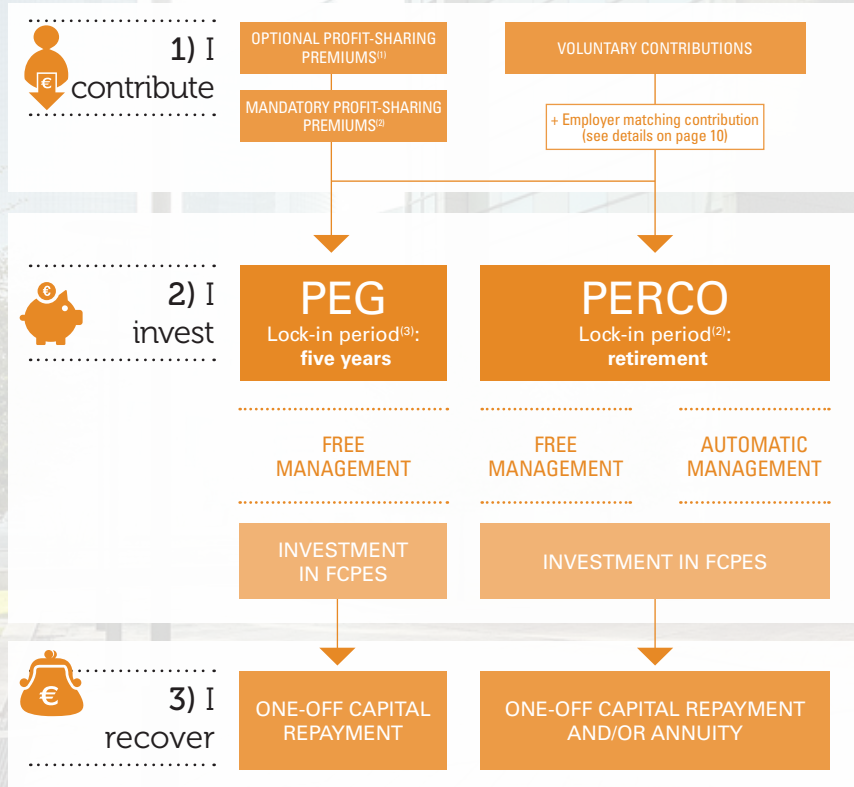 1) I
contribute
OPTIONAL PROFIT-SHARING
PREMIUMS(1)
MANDATORY PROFIT-SHARING
PREMIUMS(2)
VOLUNTARY CONTRIBUTIONS
+ Employer matching contribution
(see details on page 10)
2) I
invest
PEG
Lock-in period(3):
five years
PERCO
Lock-in period(2):
retirement
FREE
MANAGEMENT
FREE
MANAGEMENT
AUTOMATIC
MANAGEMENT
INVESTMENT
IN FCPES
INVESTMENT IN FCPES
3) I
recover
ONE-OFF CAPITAL
REPAYMENT
ONE-OFF CAPITAL REPAYMENT
AND/OR ANNUITY
€
€
€